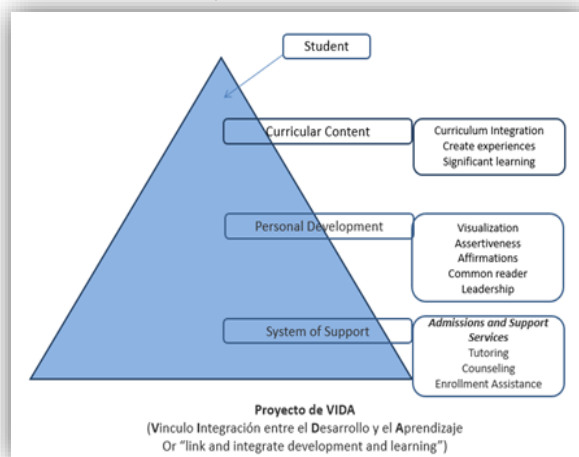 Student
Curricular Content
Curriculum Integration
Create experiences
Significant learning
Personal Development
Visualization
Assertiveness
Affirmations
Common reader
Leadership
System of Support
Admissions and Support
Services
Tutoring
Counseling
Enrollment Assistance
Proyecto de VIDA
(Vinculo Integración entre el Desarrollo y el Aprendizaje
Or “link and integrate development and learning”)